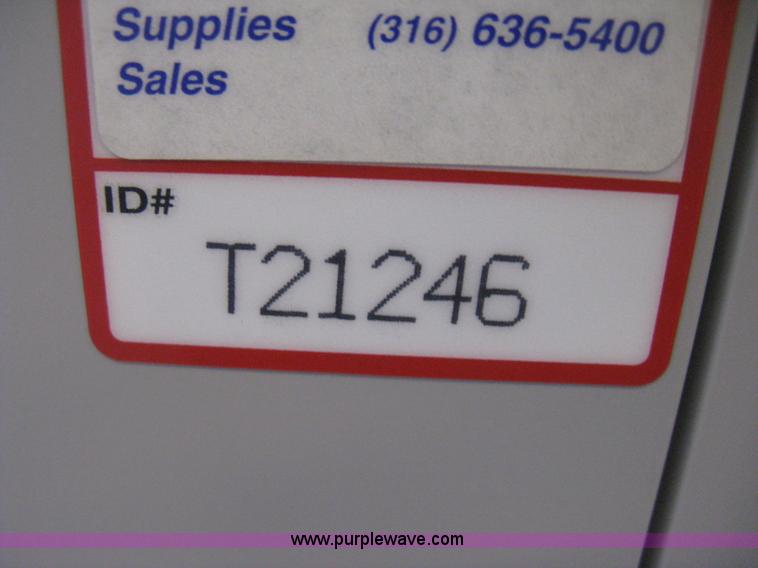 Supplies (316) 636-5400
Sales
ID#
T21246
www.purplewave.com